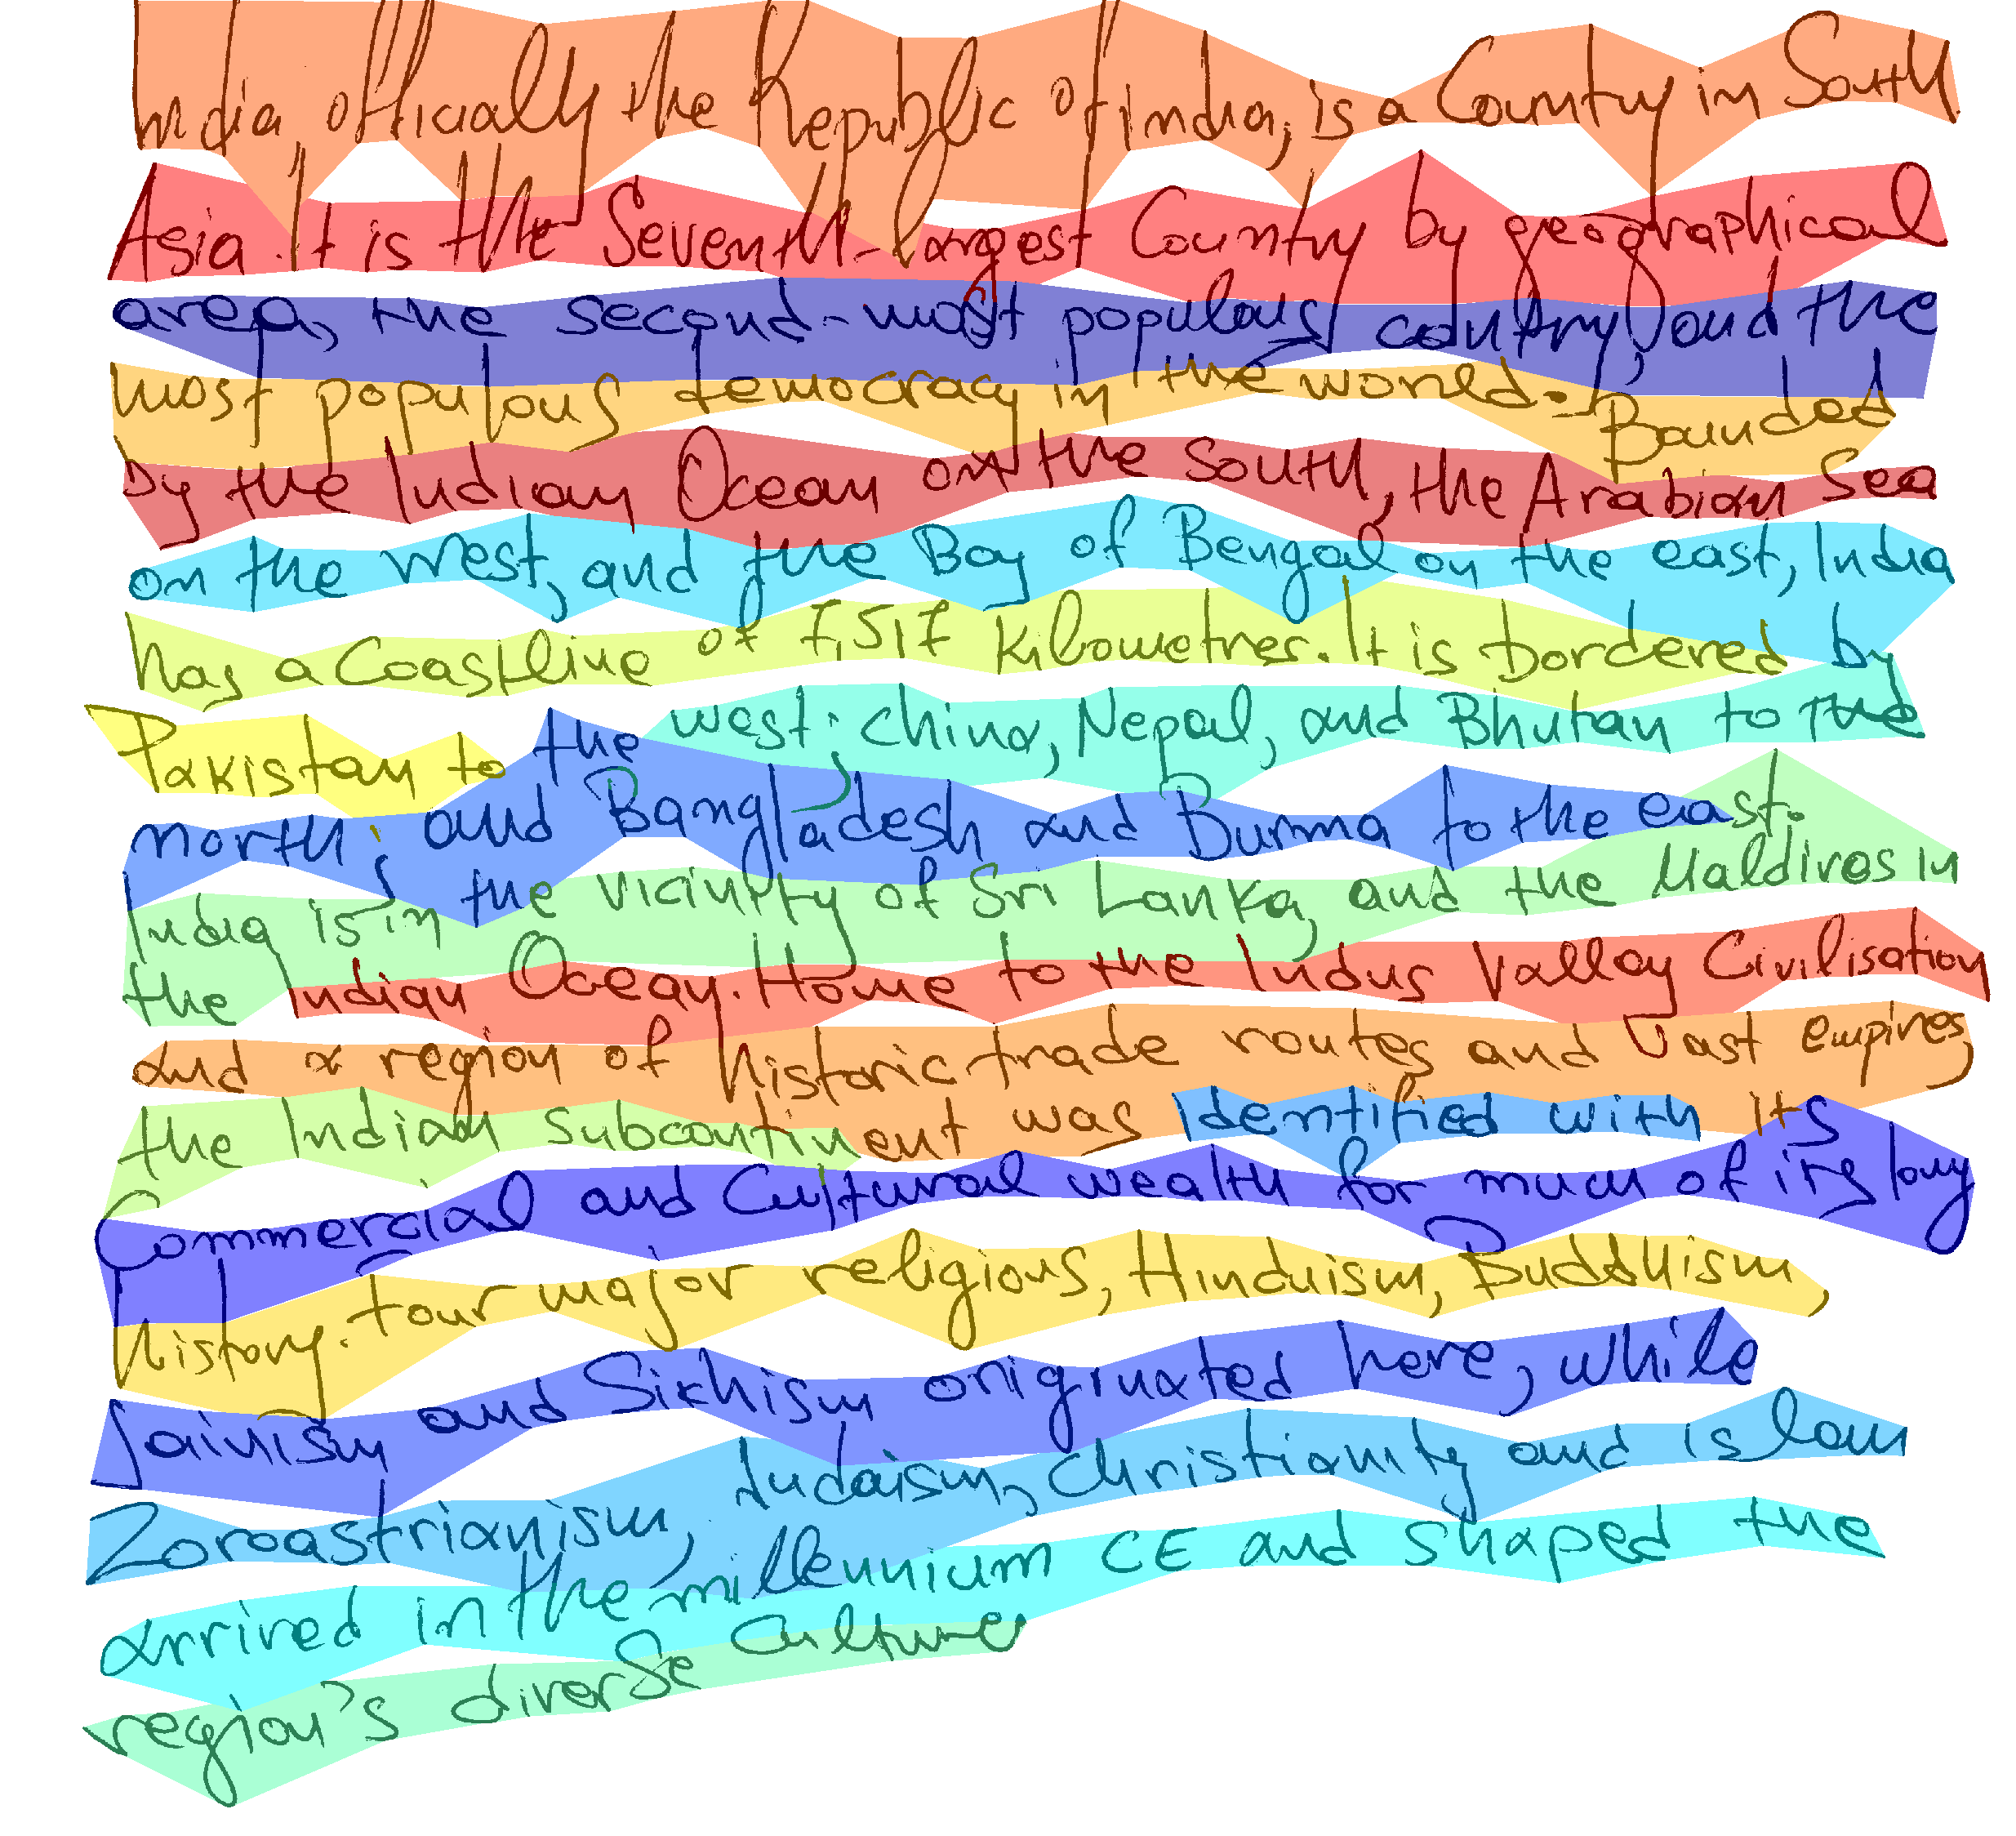 India, officially the Republic of india, is a Country in South
Asia. It is the Seventh-largest Country by geographical
area, the second-most populous country, and the
most populous democracy in the world. Bounded
by the Indian Ocean on the south, the Arabian Sea
on the west, and the Bay of Bengal on the east, India
has a Coastline of 7,517 kilometres. It is bordered by
Pakistan to the west; china, Nepal, and Bhutan to the
north; and Bangladesh and Burma to the east.
India is in the vicinity of Sri Lanka, and the Maldives in
the Indian Ocean. Home to the Indus Valley Civilisation
and a region of historic trade routes and vast empires,
the Indian subcontinent was identified with its
Commercial and Cultural wealth for much of its long
history. Four major religious, Hinduism, Buddhism,
Jainism and Sikhism originated here, while
Zoroastrianism, Judaism, christianity and islam
arrived in the millennium CE and shaped the
region's diverse culture